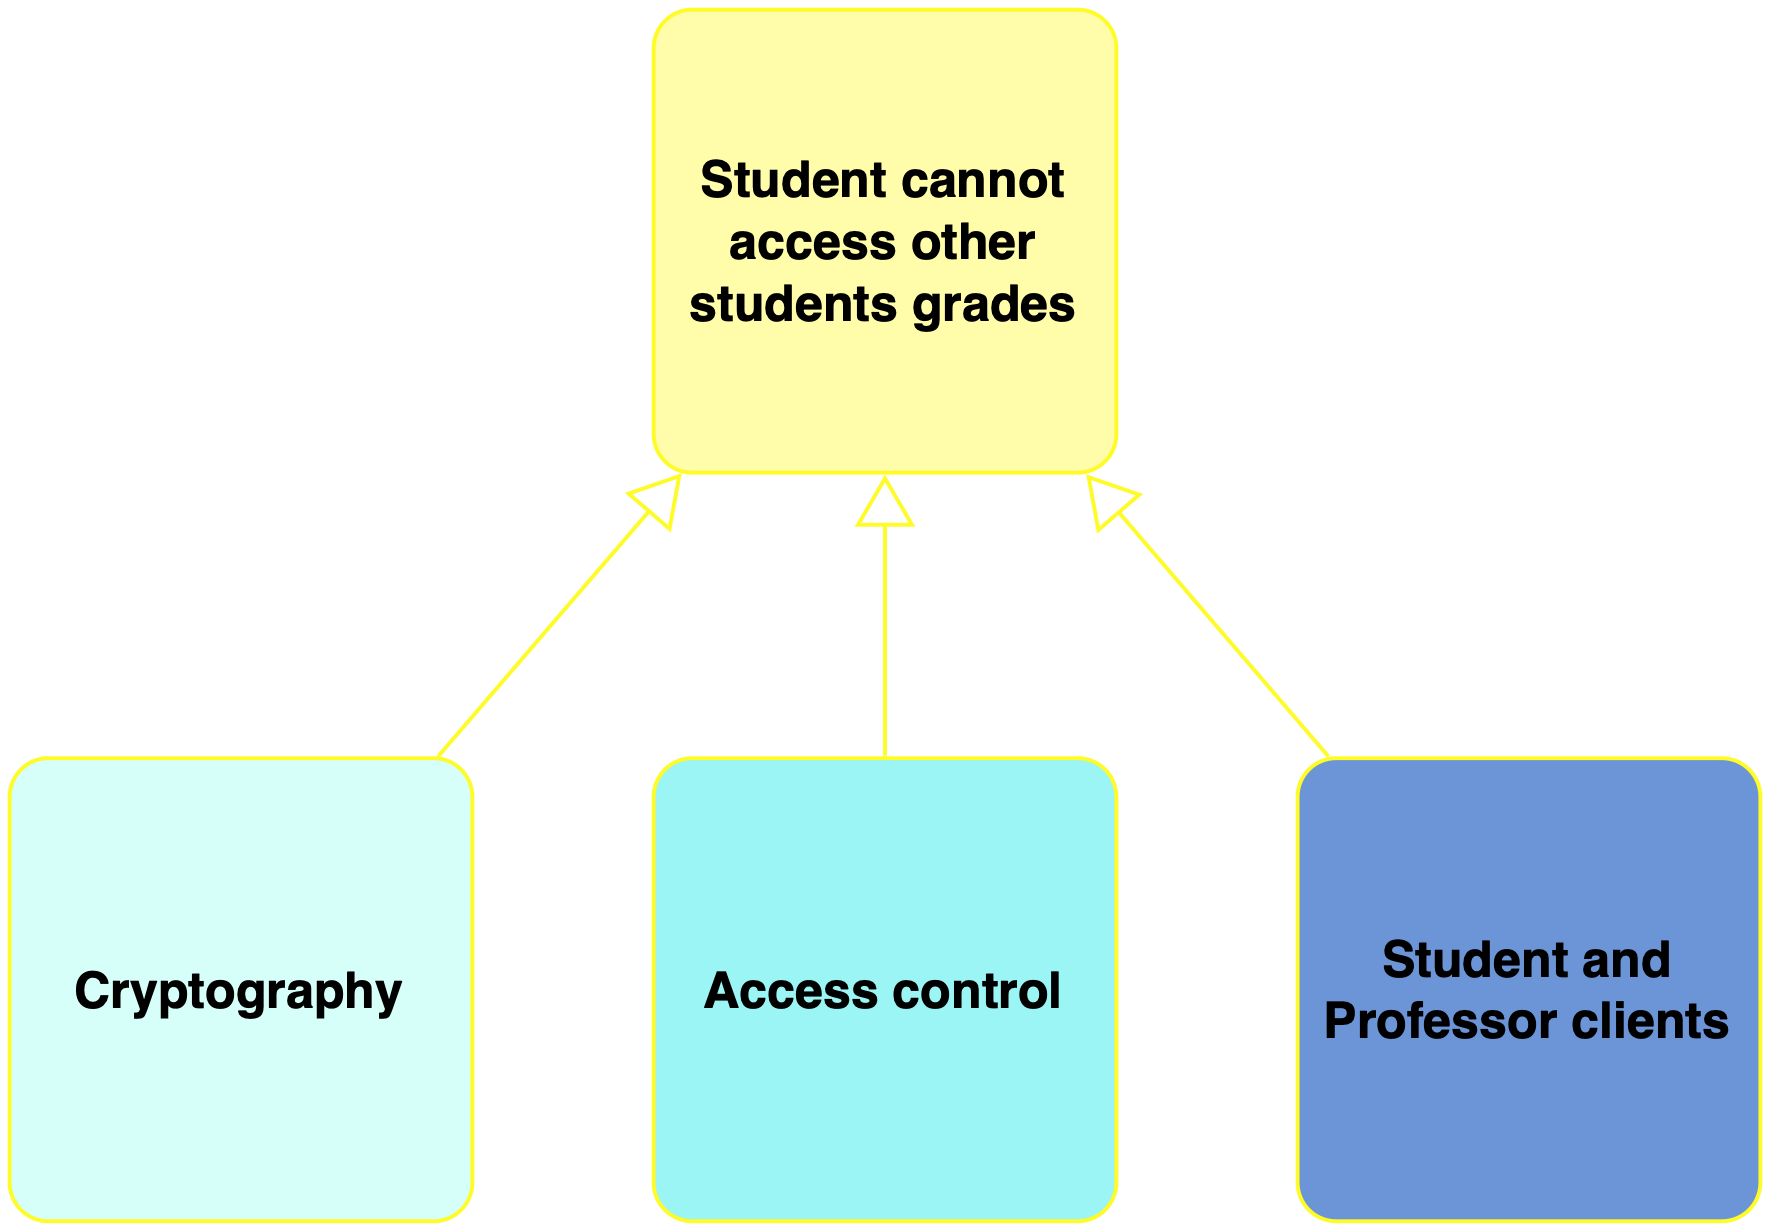 Student cannot
access other
students grades
Cryptography
Access control
Student and
Professor clients